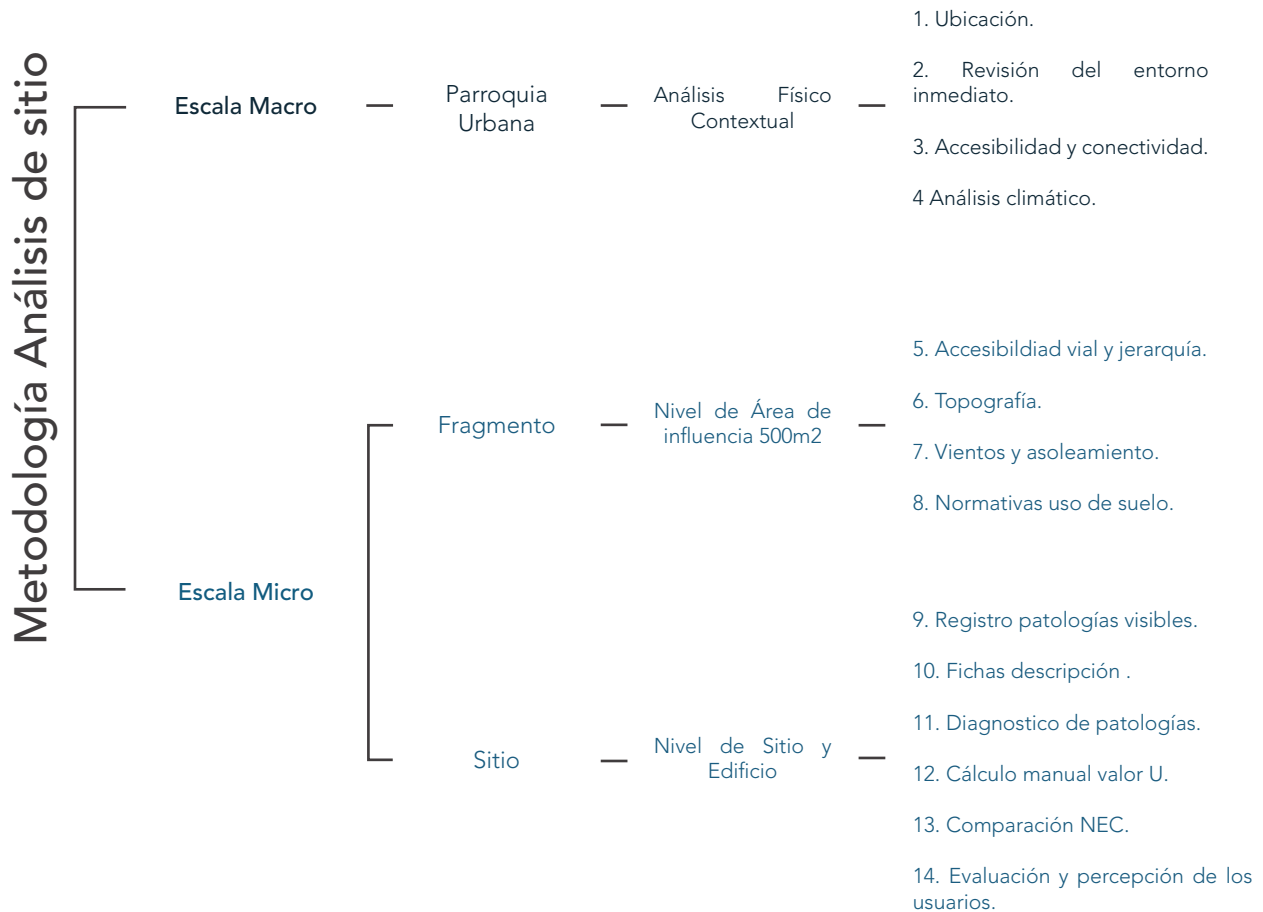 Metodología Análisis de sitio
Escala Macro
Parroquia
Urbana
Análisis Físico
Contextual
1. Ubicación.
2. Revisión del entorno
inmediato.
3. Accesibilidad y conectividad.
4 Análisis climático.
Escala Micro
Fragmento
Nivel de Área de
influencia 500m2
5. Accesibildiad vial y jerarquía.
6. Topografía.
7. Vientos y asoleamiento.
8. Normativas uso de suelo.
Sitio
Nivel de Sitio y
Edificio
9. Registro patologías visibles.
10. Fichas descripción .
11. Diagnostico de patologías.
12. Cálculo manual valor U.
13. Comparación NEC.
14. Evaluación y percepción de los
usuarios.